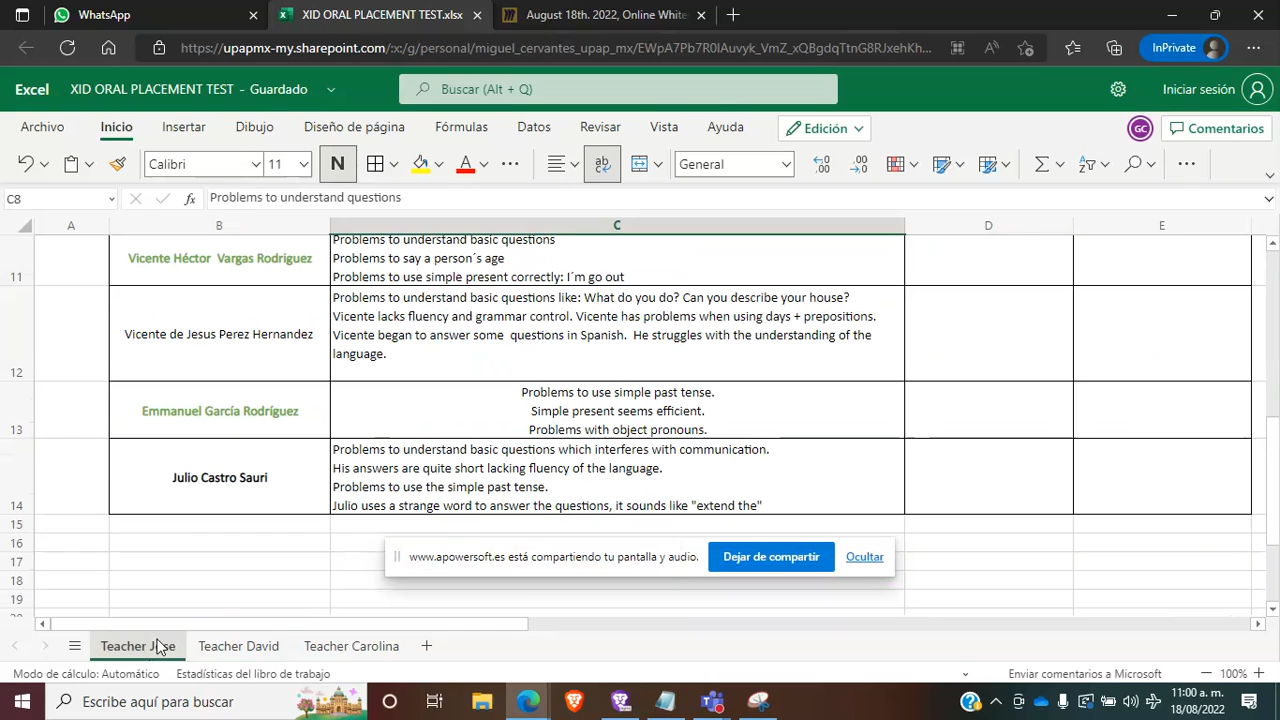 WhatsApp
XID ORAL PLACEMENT TEST.xlsx
August 18th. 2022, Online White
https://upapmx-my.sharepoint.com/:x:/g/personal/miguel_cervantes_upap_mx/EWpA7Pb7R0lAuvyk_VmZ_xQBgdqTtnG8RJxehKh...
InPrivate
Excel
XID ORAL PLACEMENT TEST - Guardado
Buscar (Alt + Q)
Iniciar sesión
Archivo
Inicio
Insertar
Dibujo
Diseño de página
Fórmulas
Datos
Revisar
Vista
Ayuda
Edición
GC
Comentarios
Calibri
11
N
General
C8
Problems to understand questions
A
B
C
D
E
11
Vicente Héctor Vargas Rodriguez
Problems to understand basic questions
Problems to say a person´s age
Problems to use simple present correctly: I´m go out
12
Vicente de Jesus Perez Hernandez
Problems to understand basic questions like: What do you do? Can you describe your house?
Vicente lacks fluency and grammar control. Vicente has problems when using days + prepositions.
Vicente began to answer some questions in Spanish. He struggles with the understanding of the
language.
13
Emmanuel García Rodríguez
Problems to use simple past tense.
Simple present seems efficient.
Problems with object pronouns.
14
Julio Castro Sauri
Problems to understand basic questions which interferes with communication.
His answers are quite short lacking fluency of the language.
Problems to use the simple past tense.
Julio uses a strange word to answer the questions, it sounds like "extend the"
15
16
17
18
19
www.apowersoft.es está compartiendo tu pantalla y audio.
Dejar de compartir
Ocultar
Teacher Jose
Teacher David
Teacher Carolina
Modo de cálculo: Automático
Estadísticas del libro de trabajo
Enviar comentarios a Microsoft
100%
Escribe aquí para buscar
11:00 a. m.
18/08/2022